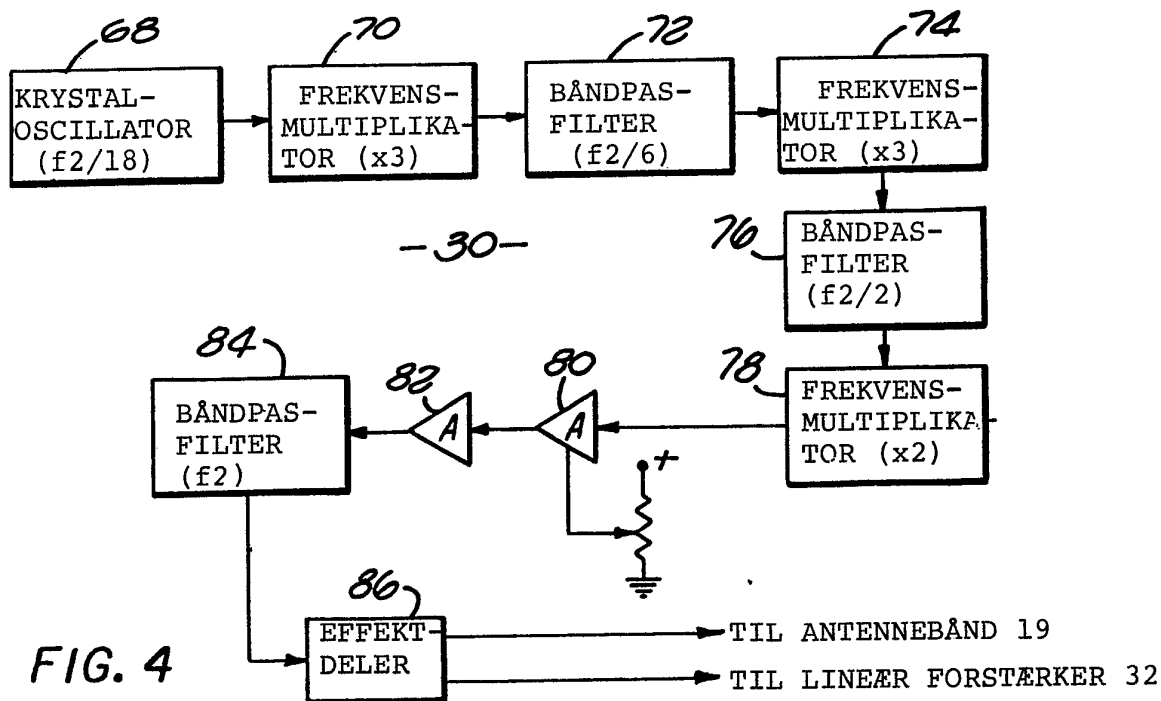 68
KRYSTAL-
OSCILLATOR
(f2/18)
70
FREKVENS-
MULTIPLIKA-
TOR (x3)
72
BÅNDPAS-
FILTER
(f2/6)
74
FREKVENS-
MULTIPLIKA-
TOR (x3)
-30-
76
BÅNDPAS-
FILTER
(f2/2)
78
FREKVENS-
MULTIPLIKA-
TOR (x2)
80
A
+
82
A
84
BÅNDPAS-
FILTER
(f2)
86
EFFEKT-
DELER
TIL ANTENNEBÅND 19
TIL LINEÆR FORSTÆRKER 32
FIG. 4